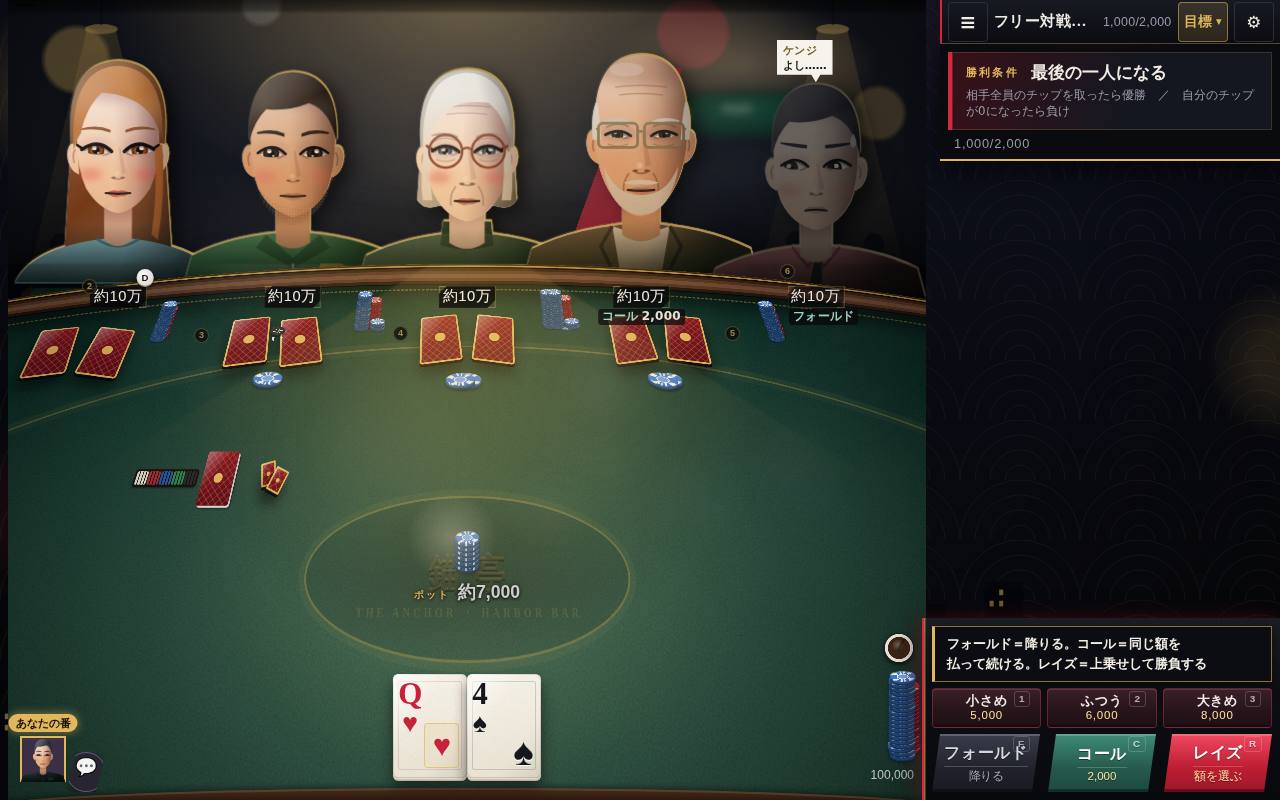 ケンジ
よし......
フリー対戦...
1,000/2,000
目標 ▾
勝利条件 最後の一人になる
相手全員のチップを取ったら優勝 ／ 自分のチップ
が0になったら負け
1,000/2,000
D
2
約10万
3
約10万
4
約10万
約10万
コール 2,000
5
6
約10万
フォールド
ポット 約7,000
THE ANCHOR · HARBOR BAR
Q
4
あなたの番
100,000
フォールド＝降りる。コール＝同じ額を
払って続ける。レイズ＝上乗せして勝負する
小さめ 1
5,000
ふつう 2
6,000
大きめ 3
8,000
フォールド F
降りる
コール C
2,000
レイズ R
額を選ぶ